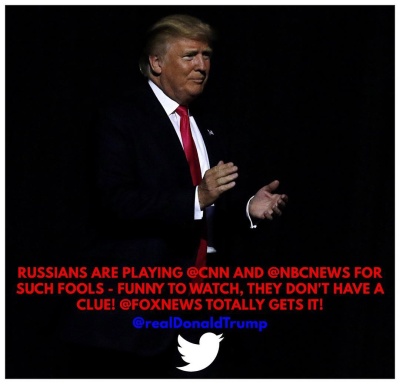 RUSSIANS ARE PLAYING @CNN AND @NBCNEWS FOR
SUCH FOOLS - FUNNY TO WATCH, THEY DON'T HAVE A
CLUE! @FOXNEWS TOTALLY GETS IT!
@realDonaldTrump